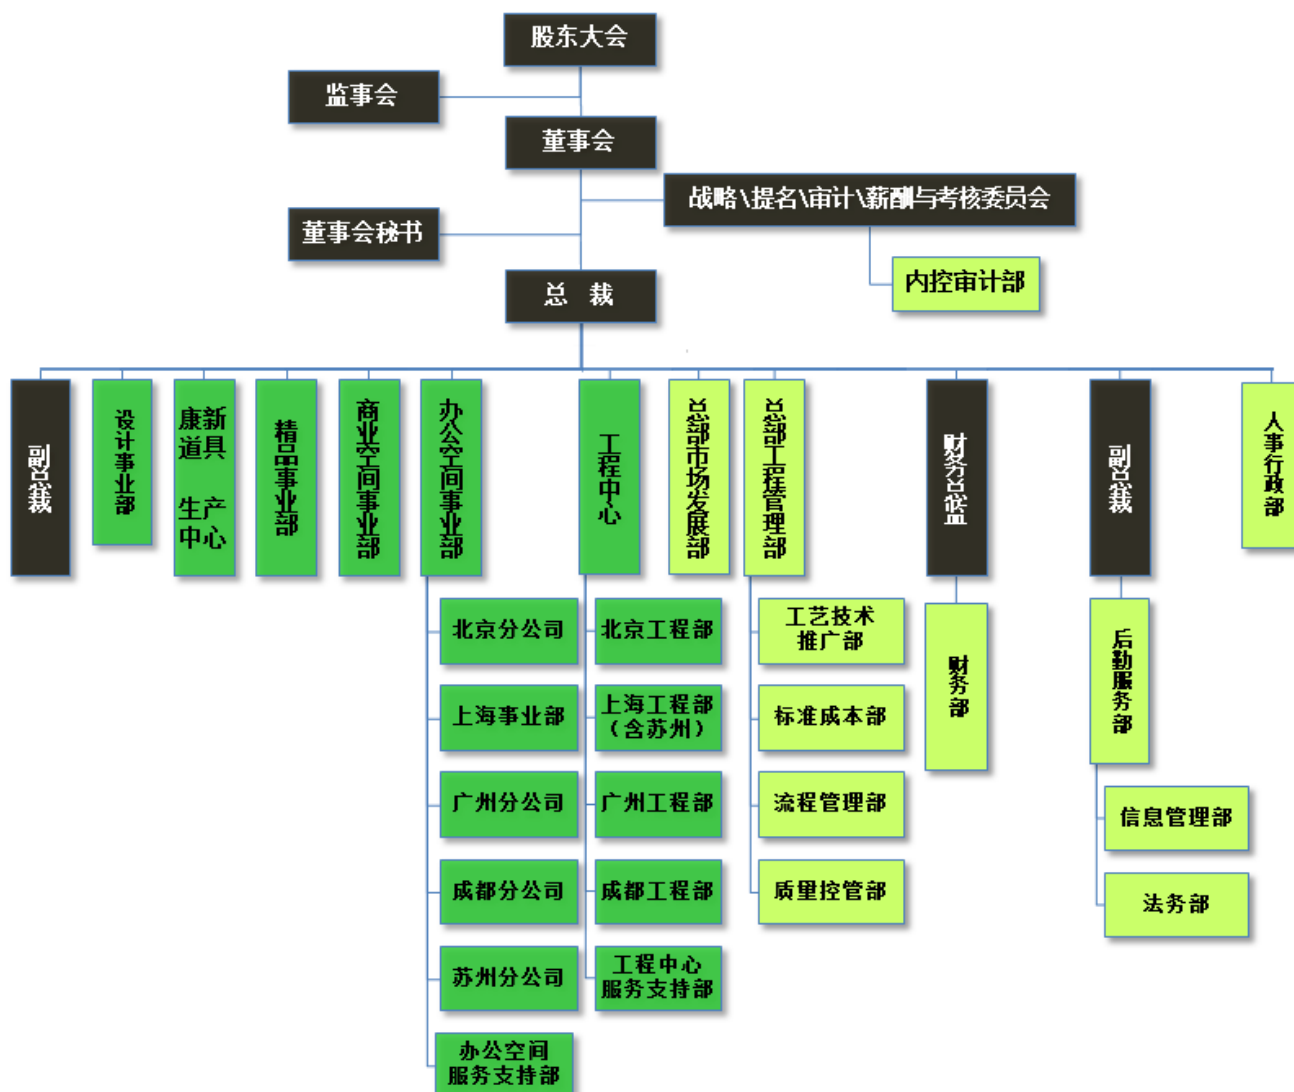 股东大会
监事会
董事会
战略\提名\审计\薪酬与考核委员会
董事会秘书
内控审计部
总 裁
副总裁
设计事业部
康新
道具
生产
中心
精品事业部
商业空间事业部
办公空间事业部
工程中心
总部市场发展部
总部工程管理部
财务总监
副总裁
人事行政部
北京分公司
上海事业部
广州分公司
成都分公司
苏州分公司
办公空间
服务支持部
北京工程部
上海工程部
（含苏州）
广州工程部
成都工程部
工程中心
服务支持部
工艺技术
推广部
标准成本部
流程管理部
质量控管部
财务部
后勤服务部
信息管理部
法务部